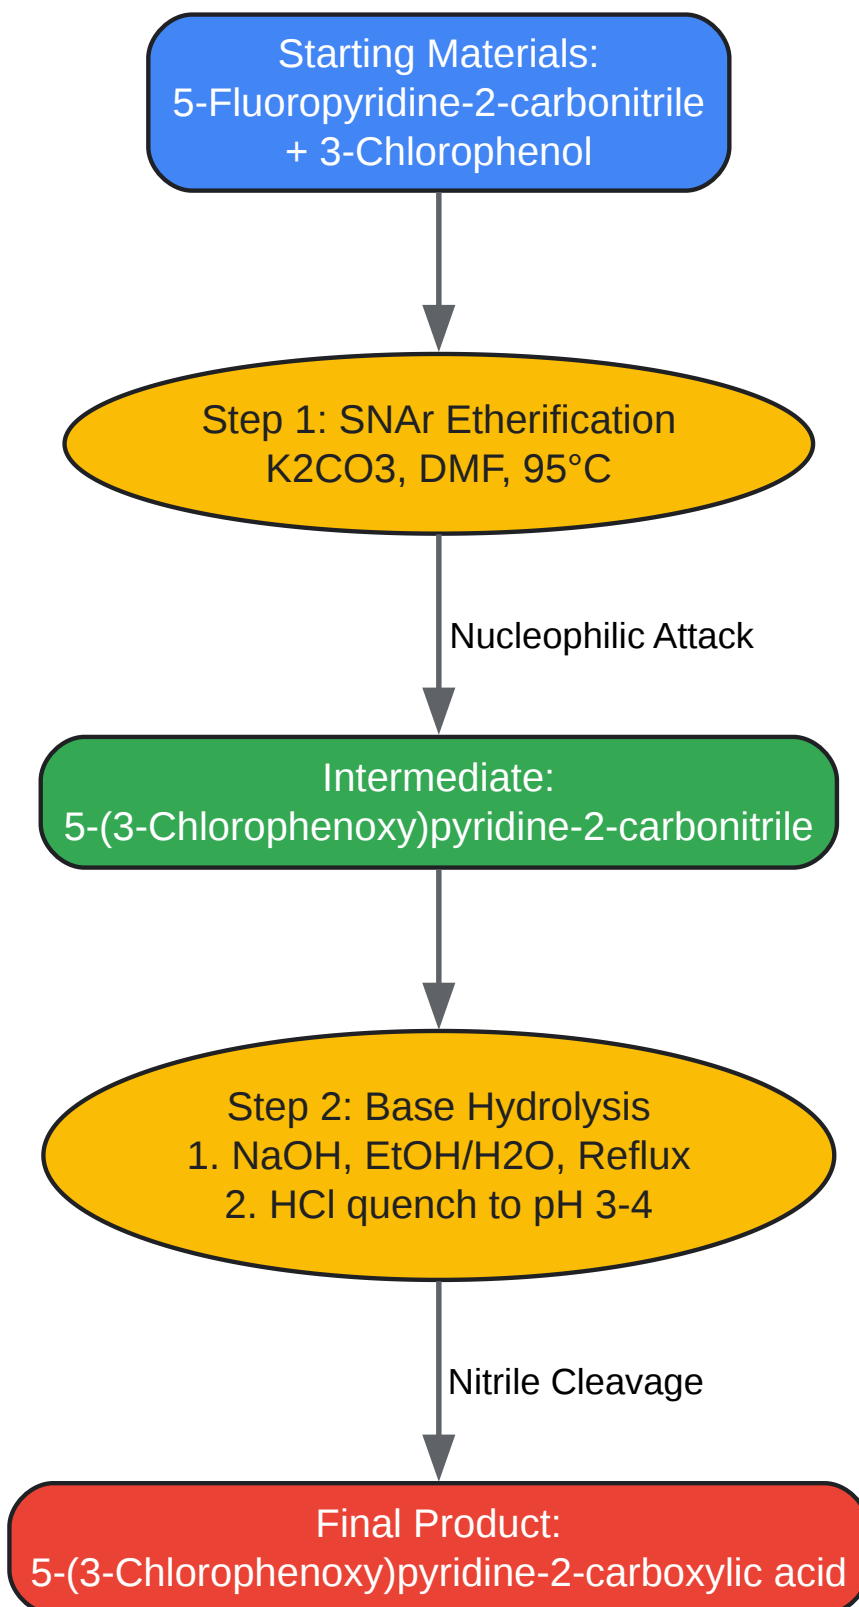 Starting Materials:
5-Fluoropyridine-2-carbonitrile
+ 3-Chlorophenol
Step 1: SNAr Etherification
K2CO3, DMF, 95°C
Nucleophilic Attack
Intermediate:
5-(3-Chlorophenoxy)pyridine-2-carbonitrile
Step 2: Base Hydrolysis
1. NaOH, EtOH/H2O, Reflux
2. HCl quench to pH 3-4
Nitrile Cleavage
Final Product:
5-(3-Chlorophenoxy)pyridine-2-carboxylic acid